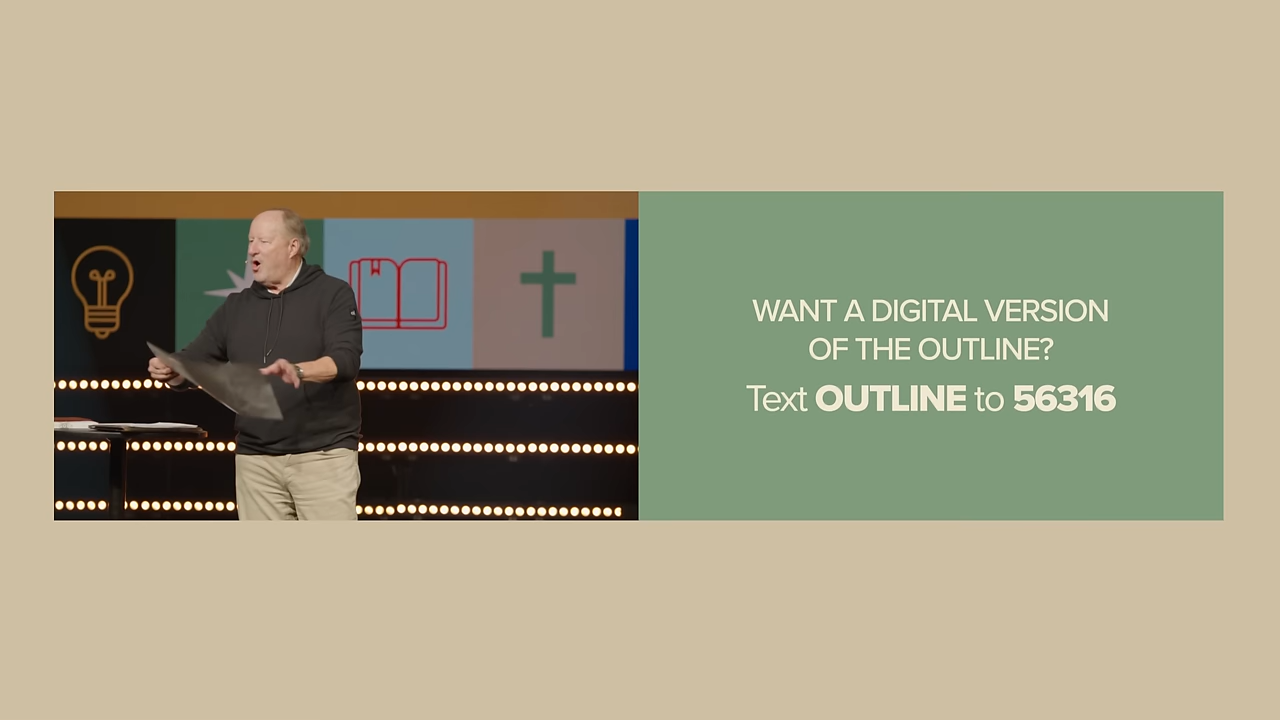 WANT A DIGITAL VERSION
OF THE OUTLINE?
Text OUTLINE to 56316